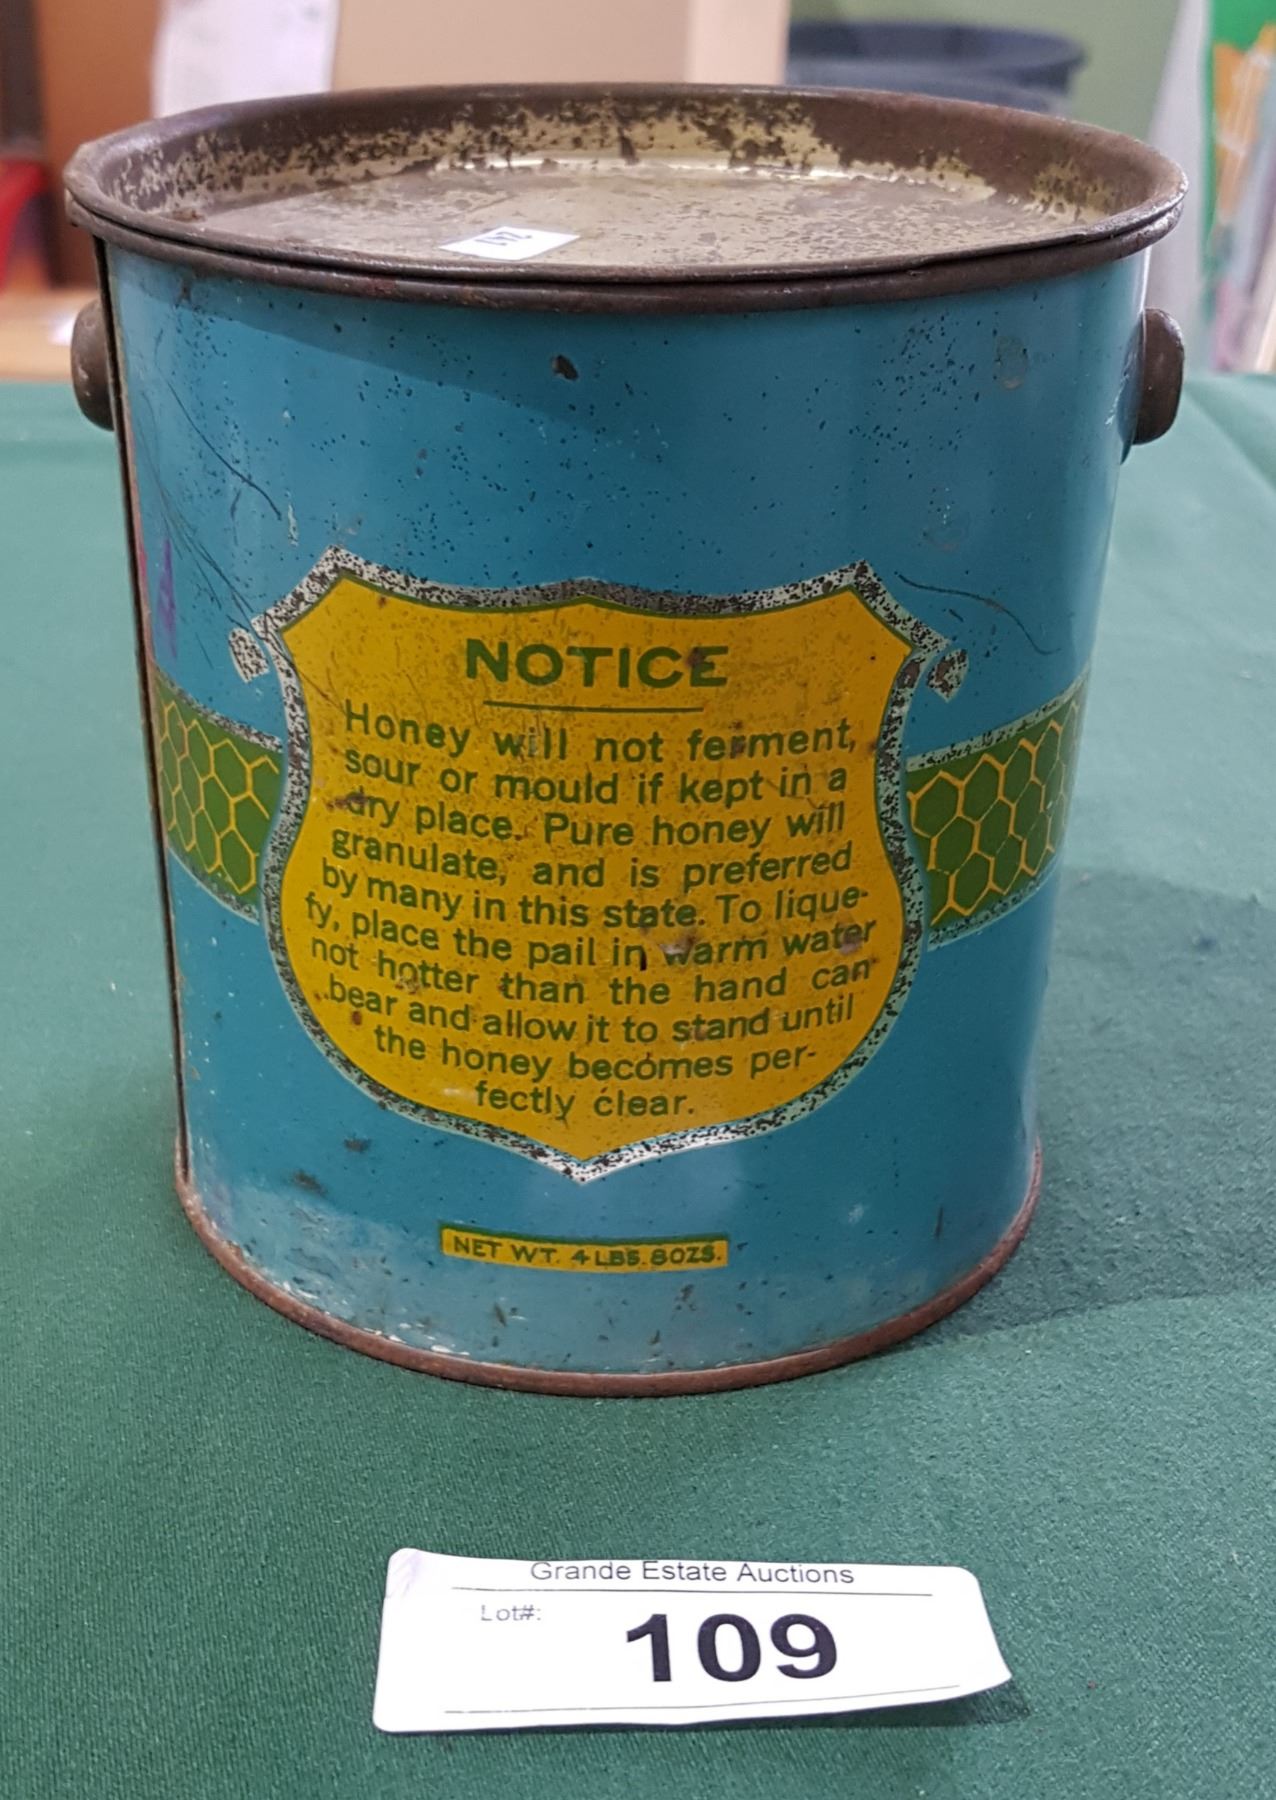 241
NOTICE
Honey will not ferment,
sour or mould if kept in a
dry place. Pure honey will
granulate, and is preferred
by many in this state. To lique-
fy, place the pail in warm water
not hotter than the hand can
bear and allow it to stand until
the honey becomes per-
fectly clear.
NET WT. 4 LBS. 8 OZS.
Grande Estate Auctions
Lot#:
109